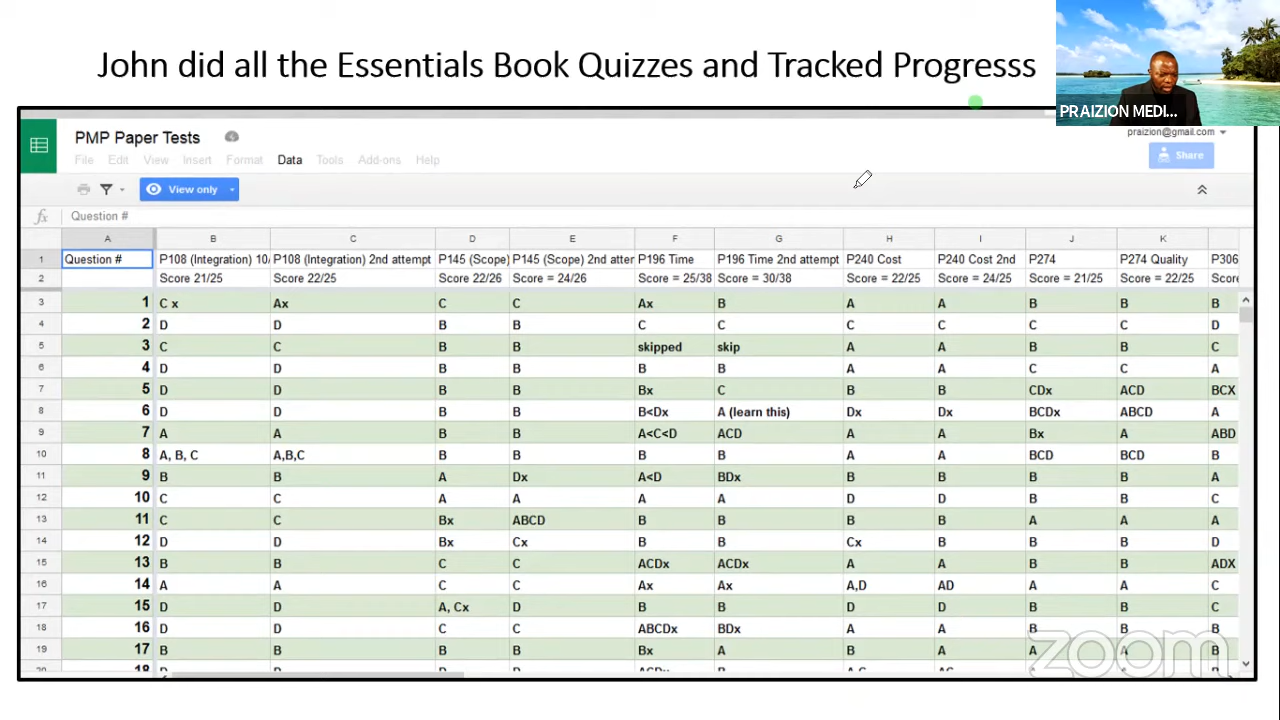 John did all the Essentials Book Quizzes and Tracked Progresss
PRAIZION MEDI...
PMP Paper Tests
praizion@gmail.com
File Edit View Insert Format Data Tools Add-ons Help
Share
View only
fx Question #
A B C D E F G H I J K
1 Question # P108 (Integration) 10/ P108 (Integration) 2nd attempt P145 (Scope) P145 (Scope) 2nd atter P196 Time P196 Time 2nd attempt P240 Cost P240 Cost 2nd P274 P274 Quality P306
2 Score 21/25 Score 22/25 Score 22/26 Score = 24/26 Score = 25/38 Score = 30/38 Score = 22/25 Score = 24/25 Score = 21/25 Score = 22/25 Score
3 1 C x Ax C C Ax B A A B B B
4 2 D D B B C C C C C C D
5 3 C C B B skipped skip A A B B C
6 4 D D B B B B A A C C A
7 5 D D B B Bx C B B CDx ACD BCX
8 6 D D B B B<Dx A (learn this) Dx Dx BCDx ABCD A
9 7 A A B B A<C<D ACD A A Bx A ABD
10 8 A, B, C A,B,C B B B B A A BCD BCD B
11 9 B B A Dx A<D BDx B B B B A
12 10 C C A A A A D D B B C
13 11 C C Bx ABCD B B B B A A A
14 12 D D Bx Cx B B Cx C B B D
15 13 B B C C ACDx ACDx A A B B ADX
16 14 A A C C Ax Ax A,D AD A A C
17 15 D D A, Cx D B B D D B B C
18 16 D D C C ABCDx BDx A A B B B
19 17 B B B B Bx A B B A A B
20 18
zoom